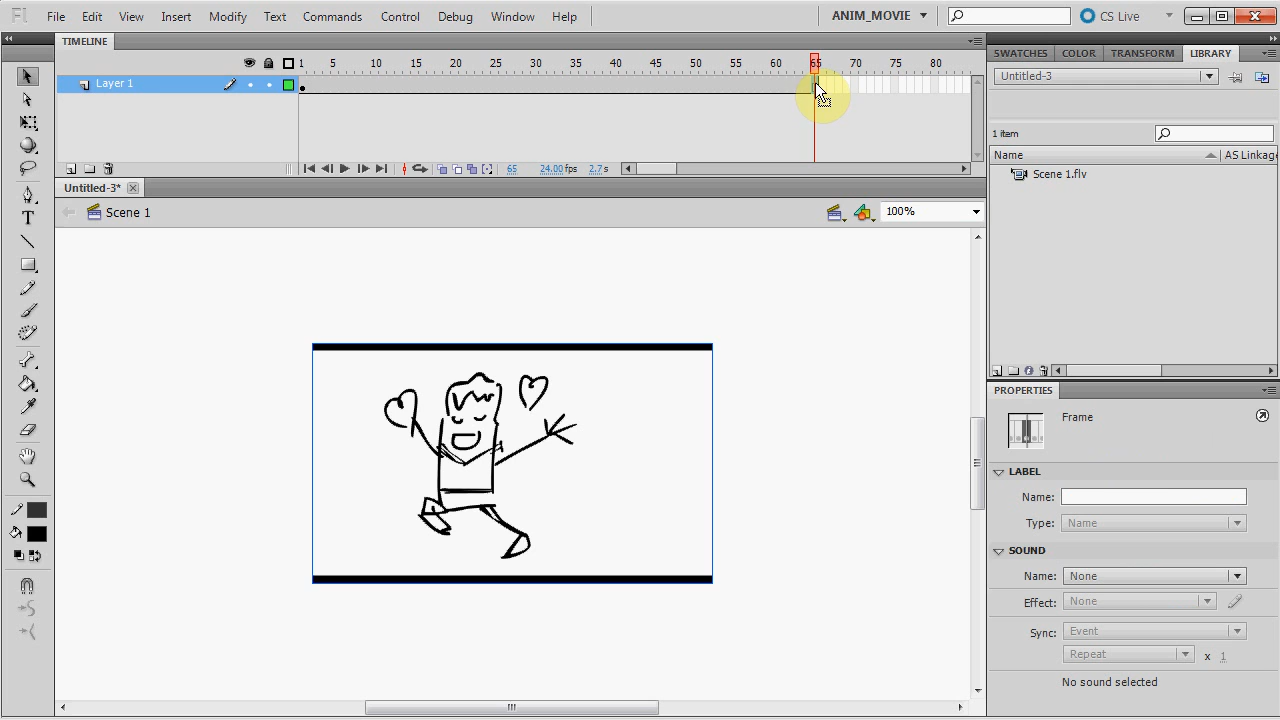 Fl File Edit View Insert Modify Text Commands Control Debug Window Help ANIM_MOVIE CS Live
TIMELINE
1 5 10 15 20 25 30 35 40 45 50 55 60 65 70 75 80
Layer 1
65 24.00 fps 2.7 s
Untitled-3*
Scene 1
100%
SWATCHES COLOR TRANSFORM LIBRARY
Untitled-3
1 item
Name AS Linkag
Scene 1.flv
PROPERTIES
Frame
LABEL
Name:
Type: Name
SOUND
Name: None
Effect: None
Sync: Event
Repeat x 1
No sound selected